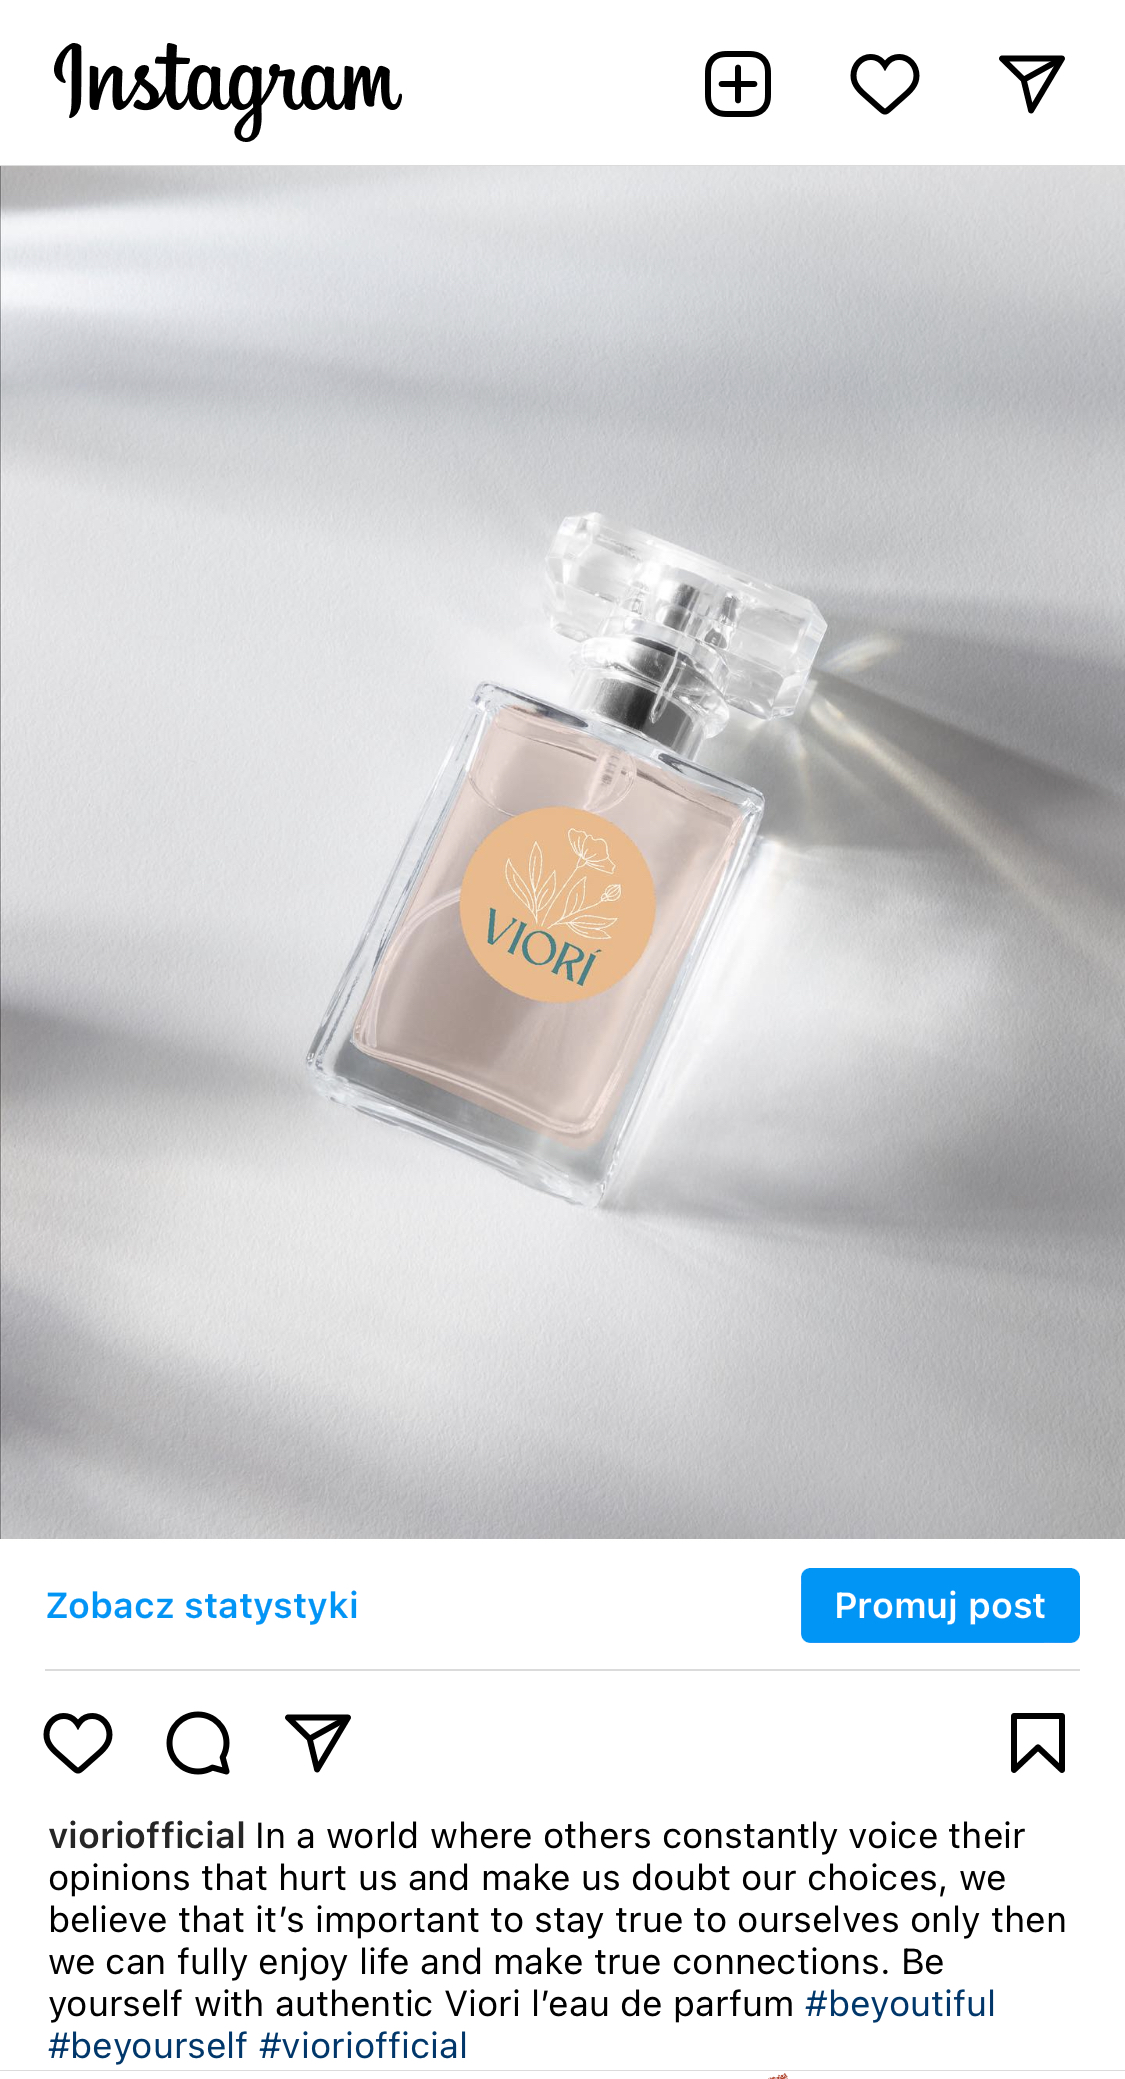 Instagram
VIORÍ
Zobacz statystyki
Promuj post
vioriofficial In a world where others constantly voice their
opinions that hurt us and make us doubt our choices, we
believe that it’s important to stay true to ourselves only then
we can fully enjoy life and make true connections. Be
yourself with authentic Viori l’eau de parfum #beyoutiful
#beyourself #vioriofficial